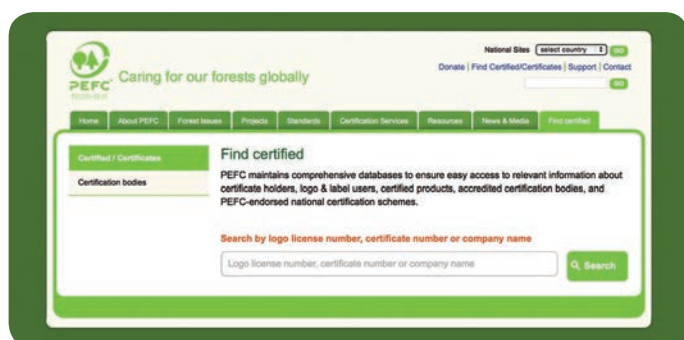 National Sites select country GO
Donate | Find Certified/Certificates | Support | Contact
GO
PEFC
Caring for our forests globally
Home About PEFC Forest Issues Projects Standards Certification Services Resources News & Media Find certified
Certified / Certificates
Certification bodies
Find certified
PEFC maintains comprehensive databases to ensure easy access to relevant information about
certificate holders, logo & label users, certified products, accredited certification bodies, and
PEFC-endorsed national certification schemes.
Search by logo license number, certificate number or company name
Logo license number, certificate number or company name
Search